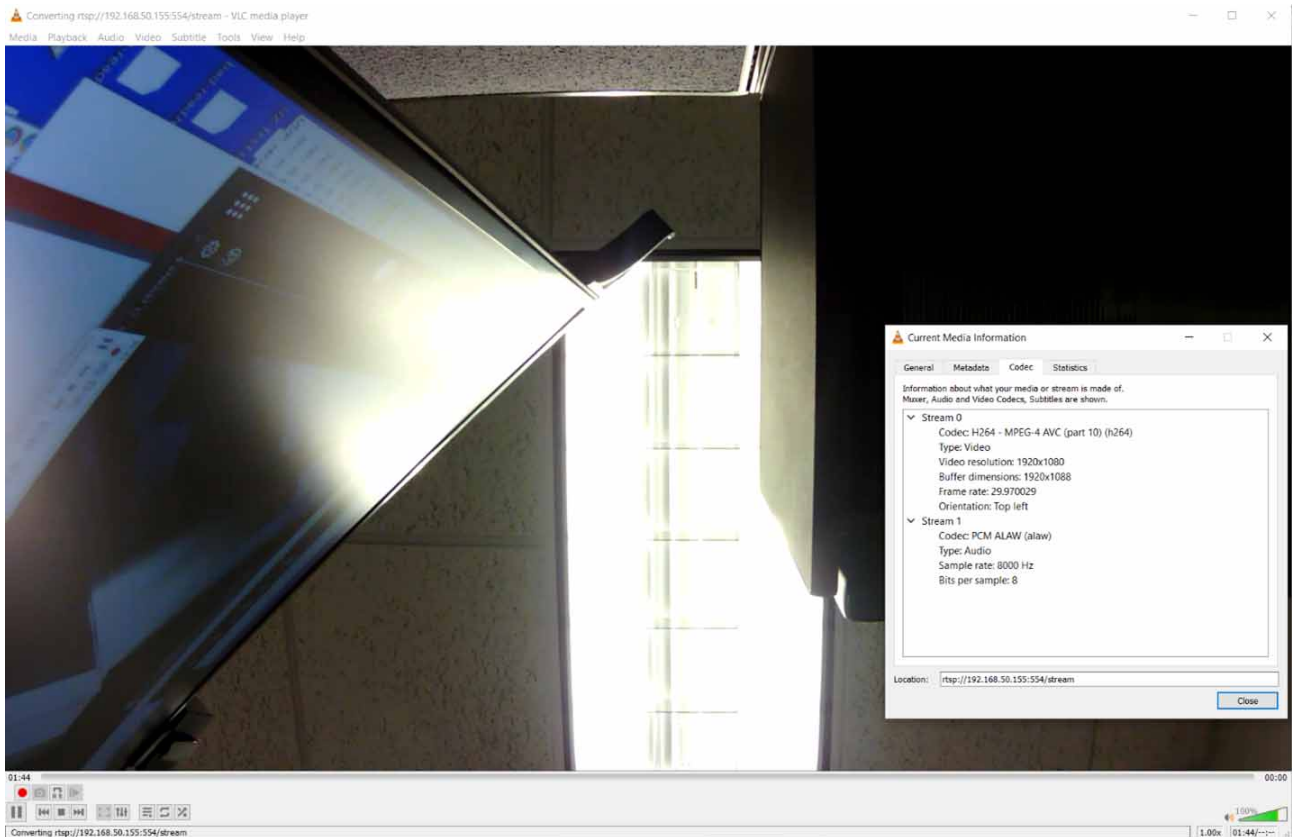 Converting rtsp://192.168.50.155:554/stream - VLC media player
Media Playback Audio Video Subtitle Tools View Help
Current Media Information
General Metadata Codec Statistics
Information about what your media or stream is made of.
Muxer, Audio and Video Codecs, Subtitles are shown.
Stream 0
Codec: H264 - MPEG-4 AVC (part 10) (h264)
Type: Video
Video resolution: 1920x1080
Buffer dimensions: 1920x1088
Frame rate: 29.970029
Orientation: Top left
Stream 1
Codec: PCM ALAW (alaw)
Type: Audio
Sample rate: 8000 Hz
Bits per sample: 8
Location: rtsp://192.168.50.155:554/stream
Close
01:44 00:00
100%
Converting rtsp://192.168.50.155:554/stream 1.00x 01:44/--:--